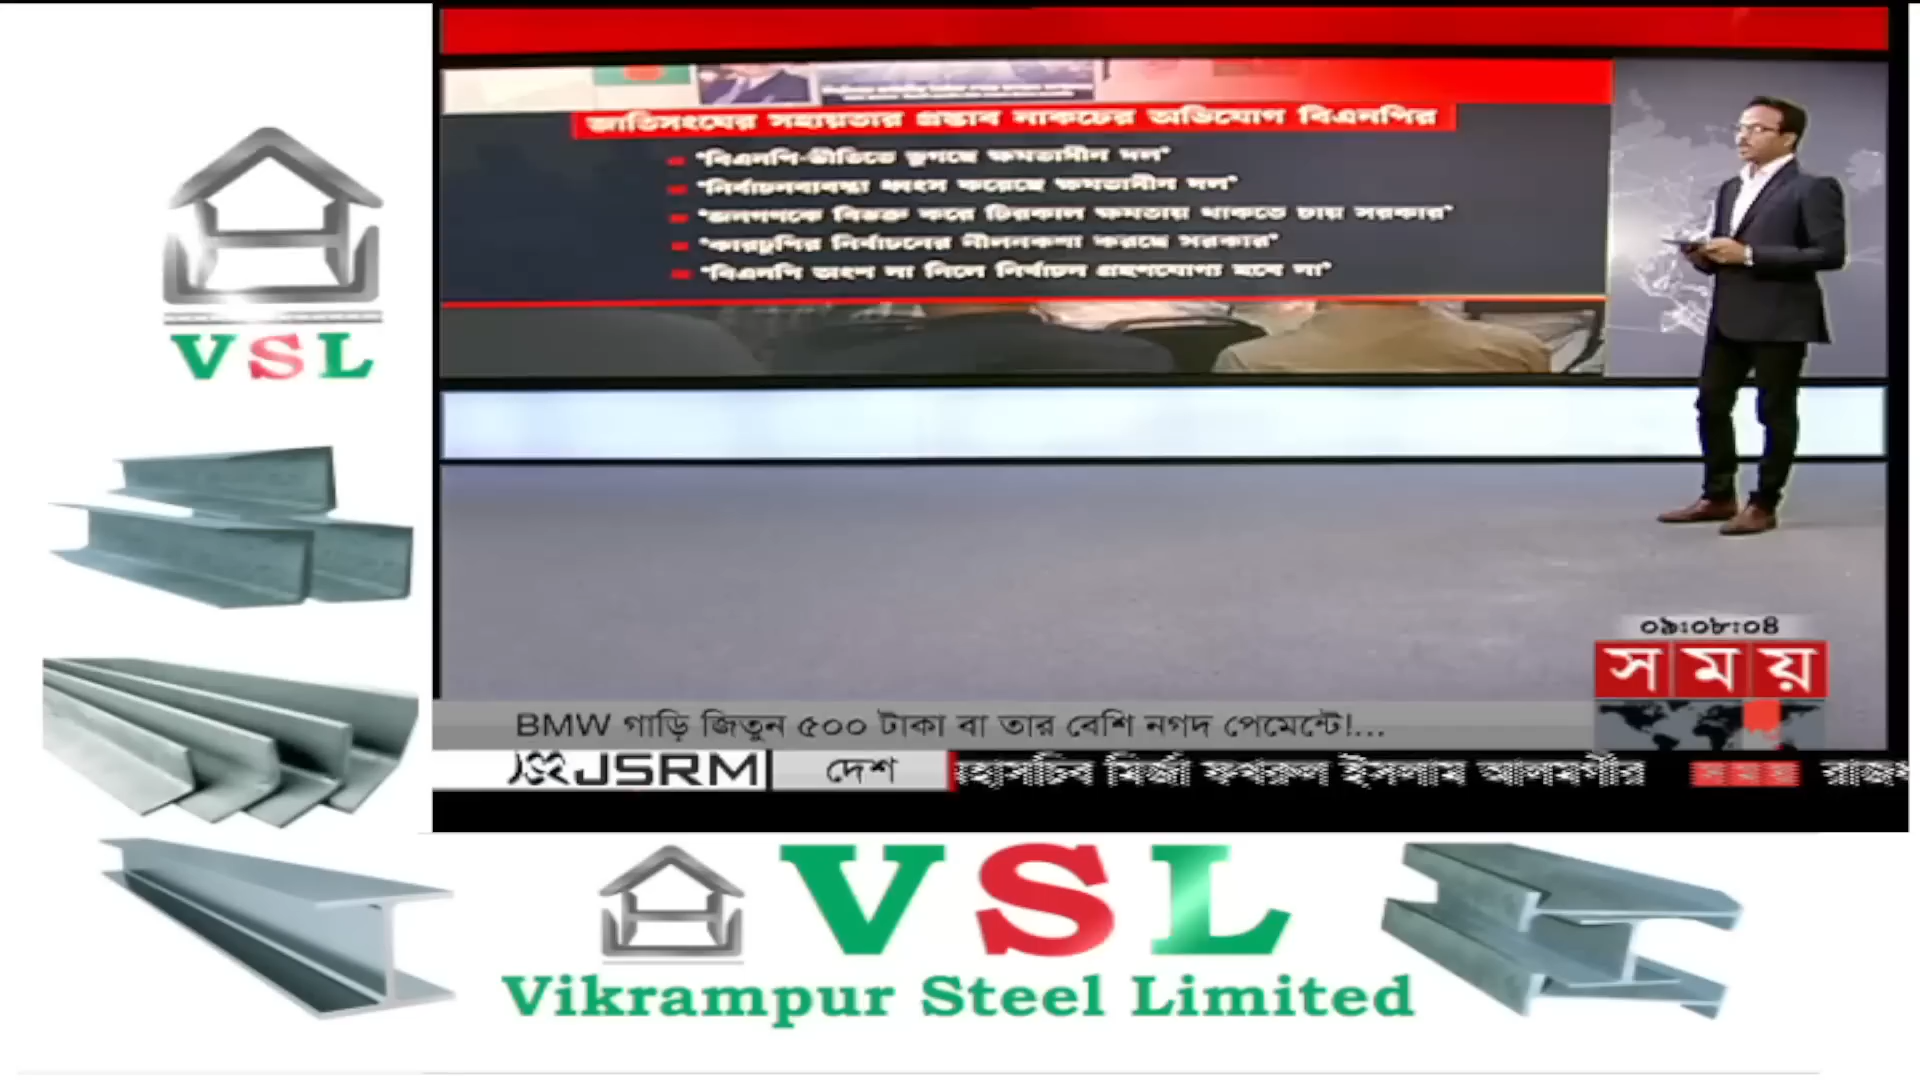 জাতিসংঘের সহায়তার প্রস্তাব নাকচের অভিযোগ বিএনপির
'বিএনপি-ভীতিতে ভুগছে ক্ষমতাসীন দল'
'নির্বাচনব্যবস্থা ধ্বংস করেছে ক্ষমতাসীন দল'
'জনগণকে বিভক্ত করে চিরকাল ক্ষমতায় থাকতে চায় সরকার'
'কারচুপির নির্বাচনের নীলনকশা করছে সরকার'
'বিএনপি অংশ না নিলে নির্বাচন গ্রহণযোগ্য হবে না'
VSL
০৯:০৮:০৪
সময়
BMW গাড়ি জিতুন ৫০০ টাকা বা তার বেশি নগদ পেমেন্টে!...
JSRM দেশ মহাসচিব মির্জা ফখরুল ইসলাম আলমগীর সময়
VSL
Vikrampur Steel Limited